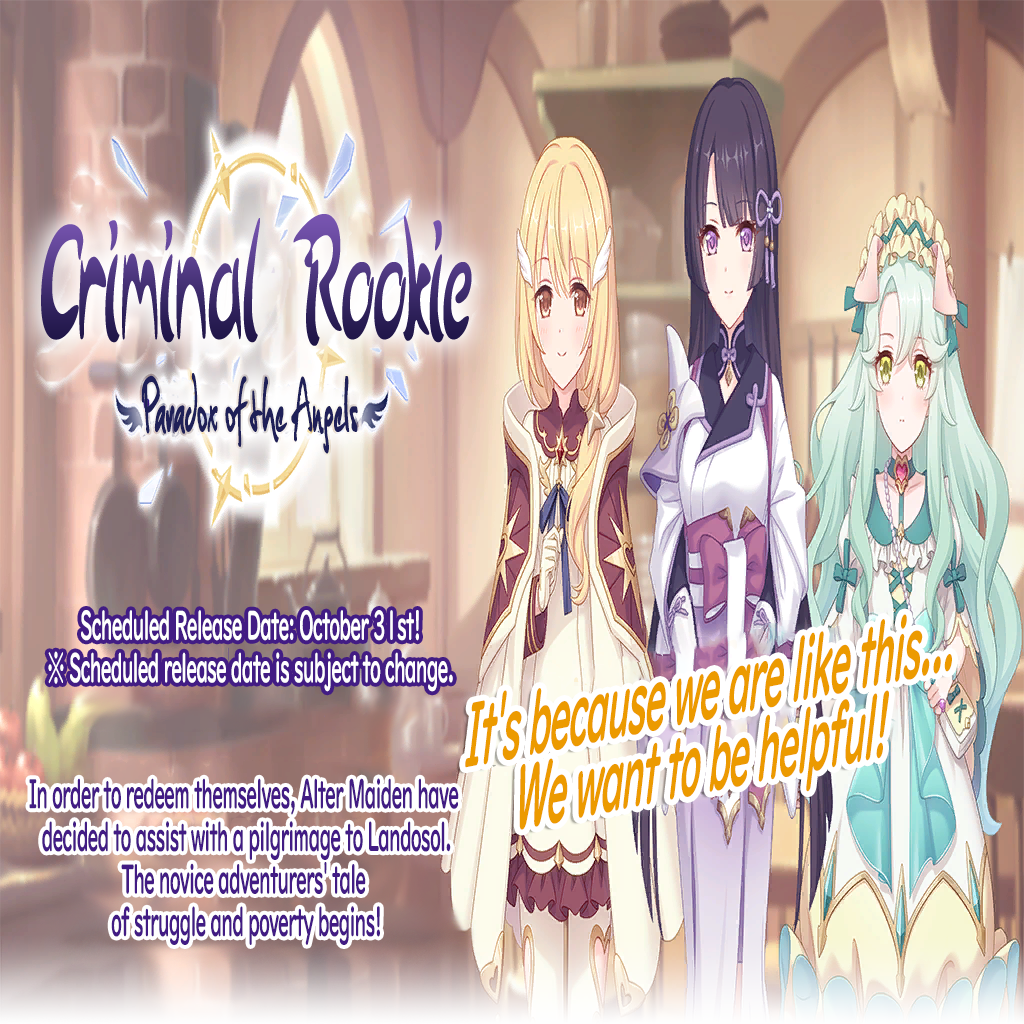 Criminal Rookie
Paradox of the Angels
Scheduled Release Date: October 31st!
※Scheduled release date is subject to change.
It's because we are like this...
We want to be helpful!
In order to redeem themselves, Alter Maiden have
decided to assist with a pilgrimage to Landosol.
The novice adventurers' tale
of struggle and poverty begins!